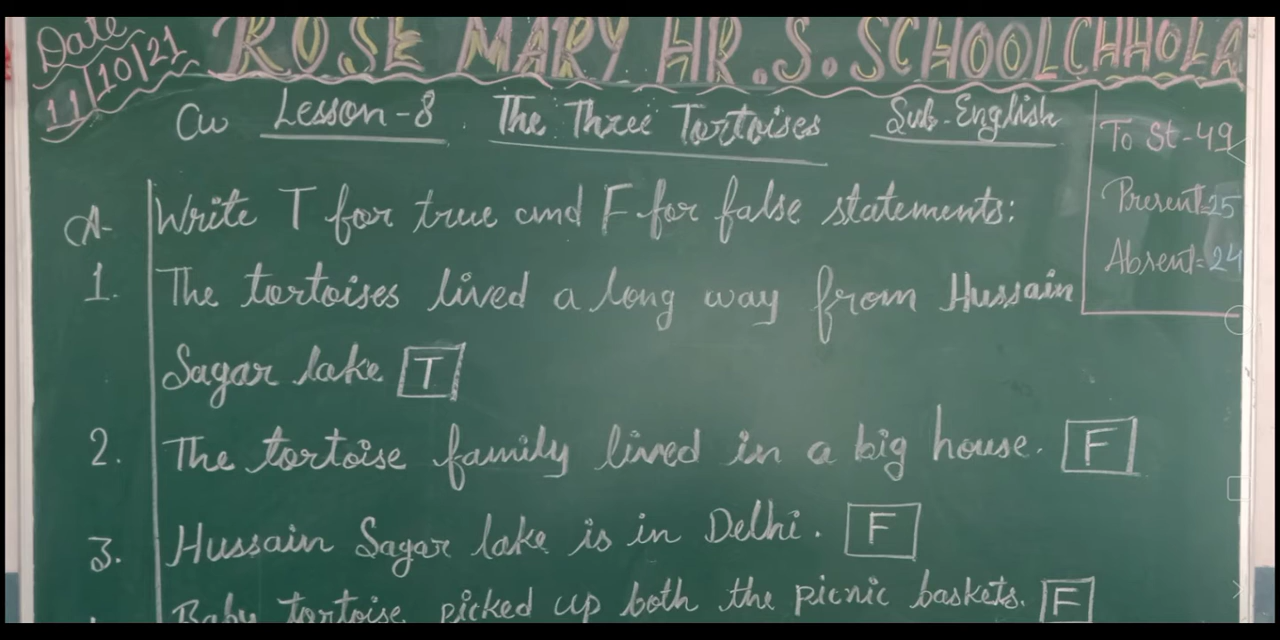 Date
11/10/21
ROSE MARY HR.S. SCHOOL CHHOLA
Cw Lesson-8 The Three Tortoises Sub-English
To St-49
Present=25
Absent=24
A- Write T for true and F for false statements:
1. The tortoises lived a long way from Hussain
Sagar lake T
2. The tortoise family lived in a big house. F
3. Hussain Sagar lake is in Delhi. F
Baby tortoise picked up both the picnic baskets. F